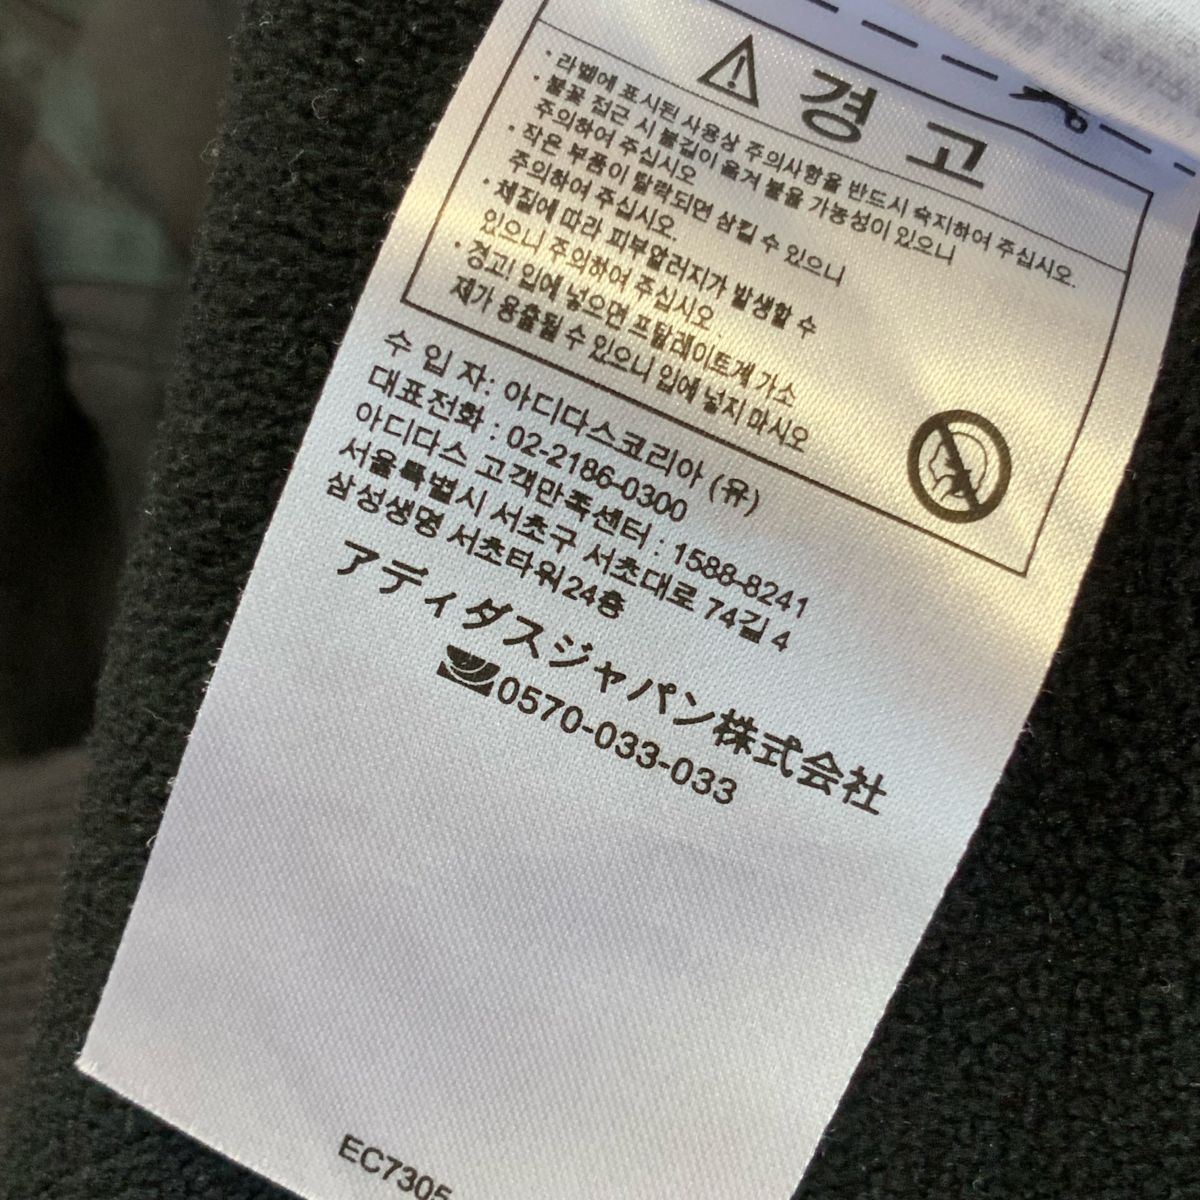 ⚠ 경 고
· 라벨에 표시된 사용상 주의사항을 반드시 숙지하여 주십시오.
· 불꽃 접근 시 불길이 옮겨 붙을 가능성이 있으니
주의하여 주십시오
· 작은 부품이 탈락되면 삼킬 수 있으니
주의하여 주십시오.
· 체질에 따라 피부알러지가 발생할 수
있으니 주의하여 주십시오.
· 경고! 입에 넣으면 프탈레이트계 가소
제가 용출될 수 있으니 입에 넣지 마시오
수 입 자: 아디다스코리아 (유)
대표전화 : 02-2186-0300
아디다스 고객만족센터 : 1588-8241
서울특별시 서초구 서초대로 74길 4
삼성생명 서초타워24층
アディダスジャパン株式会社
0570-033-033
EC7305